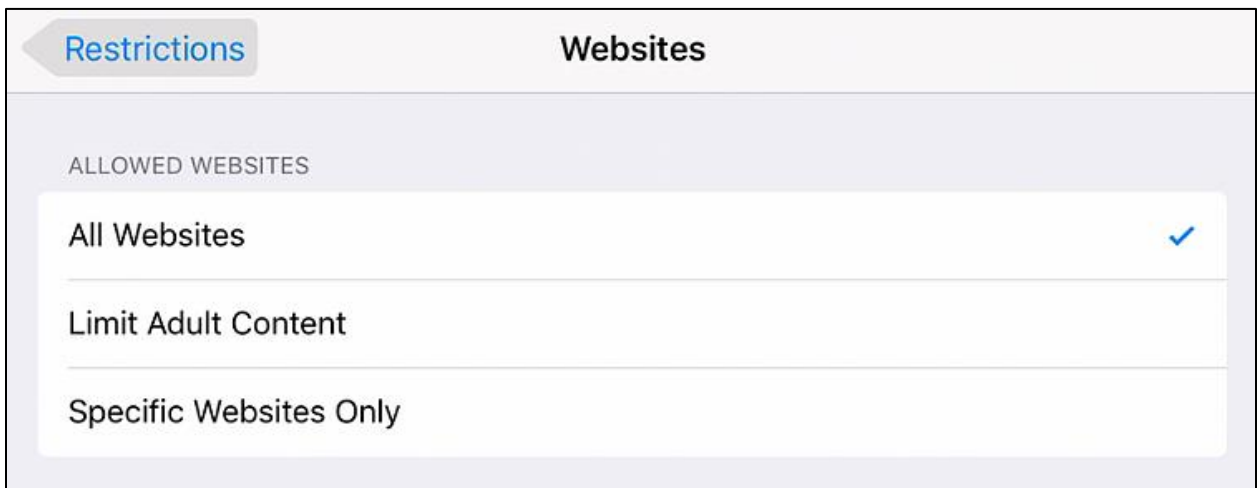 Restrictions
Websites
ALLOWED WEBSITES
All Websites
Limit Adult Content
Specific Websites Only